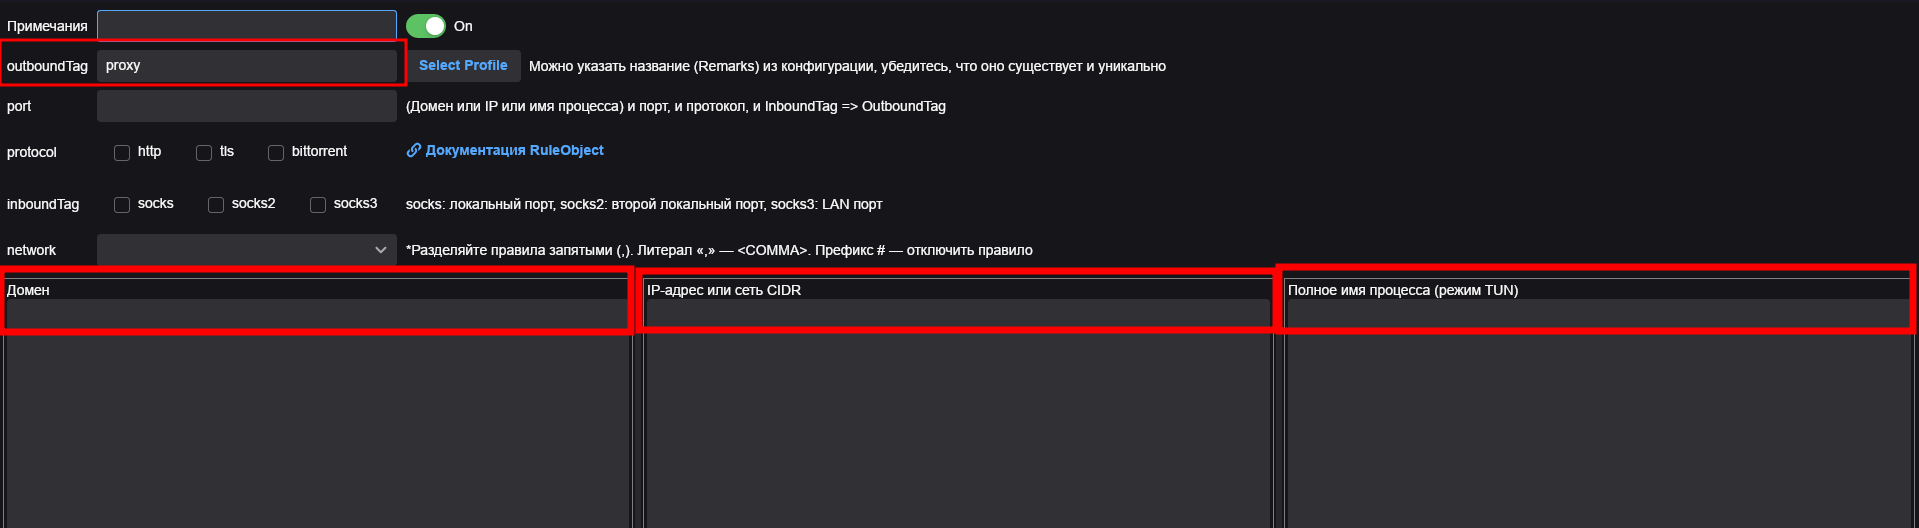 Примечания On
outboundTag proxy Select Profile Можно указать название (Remarks) из конфигурации, убедитесь, что оно существует и уникально
port (Домен или IP или имя процесса) и порт, и протокол, и InboundTag => OutboundTag
protocol http tls bittorrent Документация RuleObject
inboundTag socks socks2 socks3 socks: локальный порт, socks2: второй локальный порт, socks3: LAN порт
network *Разделяйте правила запятыми (,). Литерал «,» — <COMMA>. Префикс # — отключить правило
Домен IP-адрес или сеть CIDR Полное имя процесса (режим TUN)